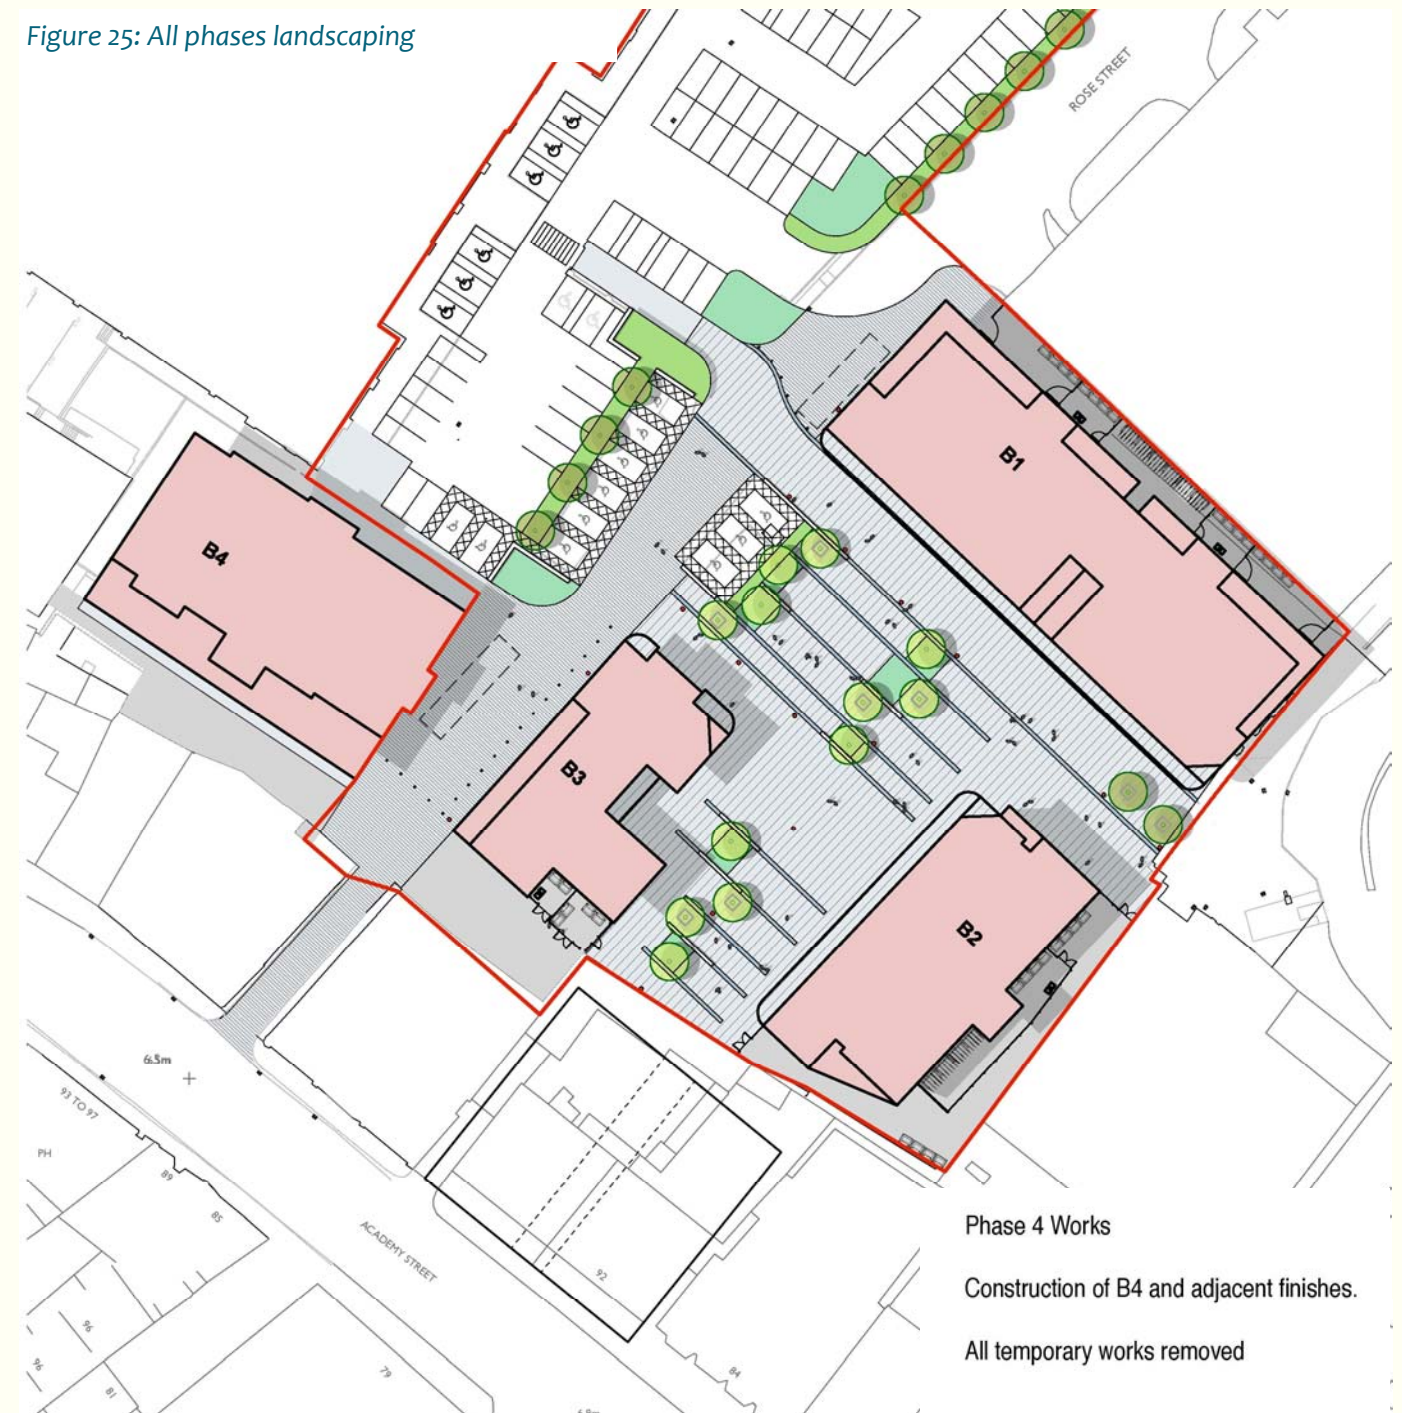 Figure 25: All phases landscaping
ROSE STREET
B1
B4
B3
B2
6.5m
93 TO 97
PH
89
85
ACADEMY STREET
92
96
96
81
79
84
Phase 4 Works
Construction of B4 and adjacent finishes.
All temporary works removed